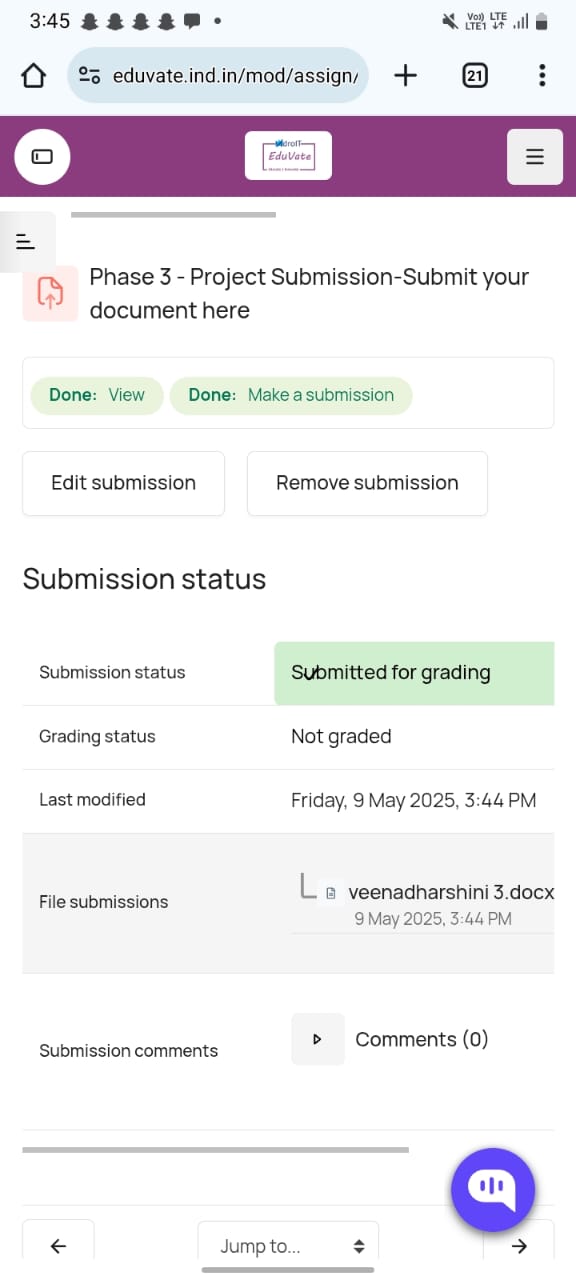 3:45
Vo)) LTE
LTE1
eduvate.ind.in/mod/assign/
21
EduVate
Phase 3 - Project Submission-Submit your
document here
Done: View Done: Make a submission
Edit submission Remove submission
Submission status
Submission status Submitted for grading
Grading status Not graded
Last modified Friday, 9 May 2025, 3:44 PM
File submissions veenadharshini 3.docx
9 May 2025, 3:44 PM
Submission comments Comments (0)
Jump to...